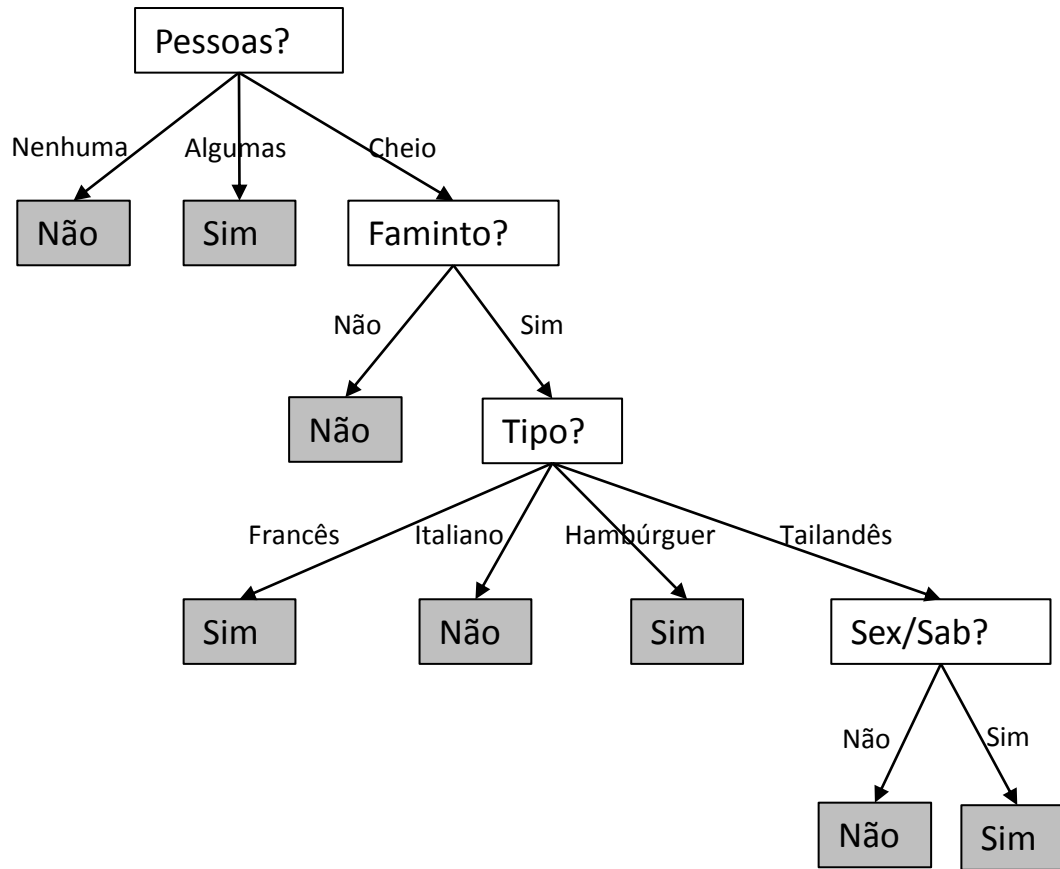 Pessoas?
Nenhuma Algumas Cheio
Não Sim Faminto?
Não Sim
Não Tipo?
Francês Italiano Hambúrguer Tailandês
Sim Não Sim Sex/Sab?
Não Sim
Não Sim